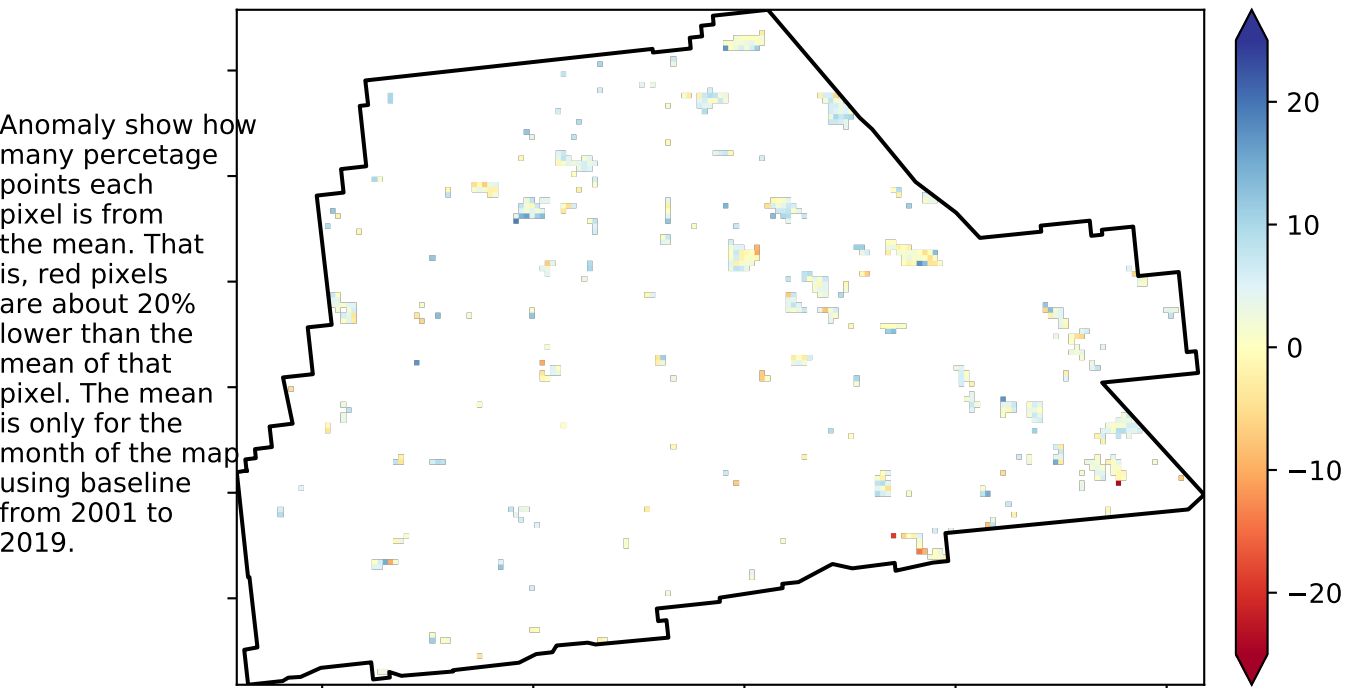 Anomaly show how
many percetage
points each
pixel is from
the mean. That
is, red pixels
are about 20%
lower than the
mean of that
pixel. The mean
is only for the
month of the map
using baseline
from 2001 to
2019.
20
10
0
−10
−20